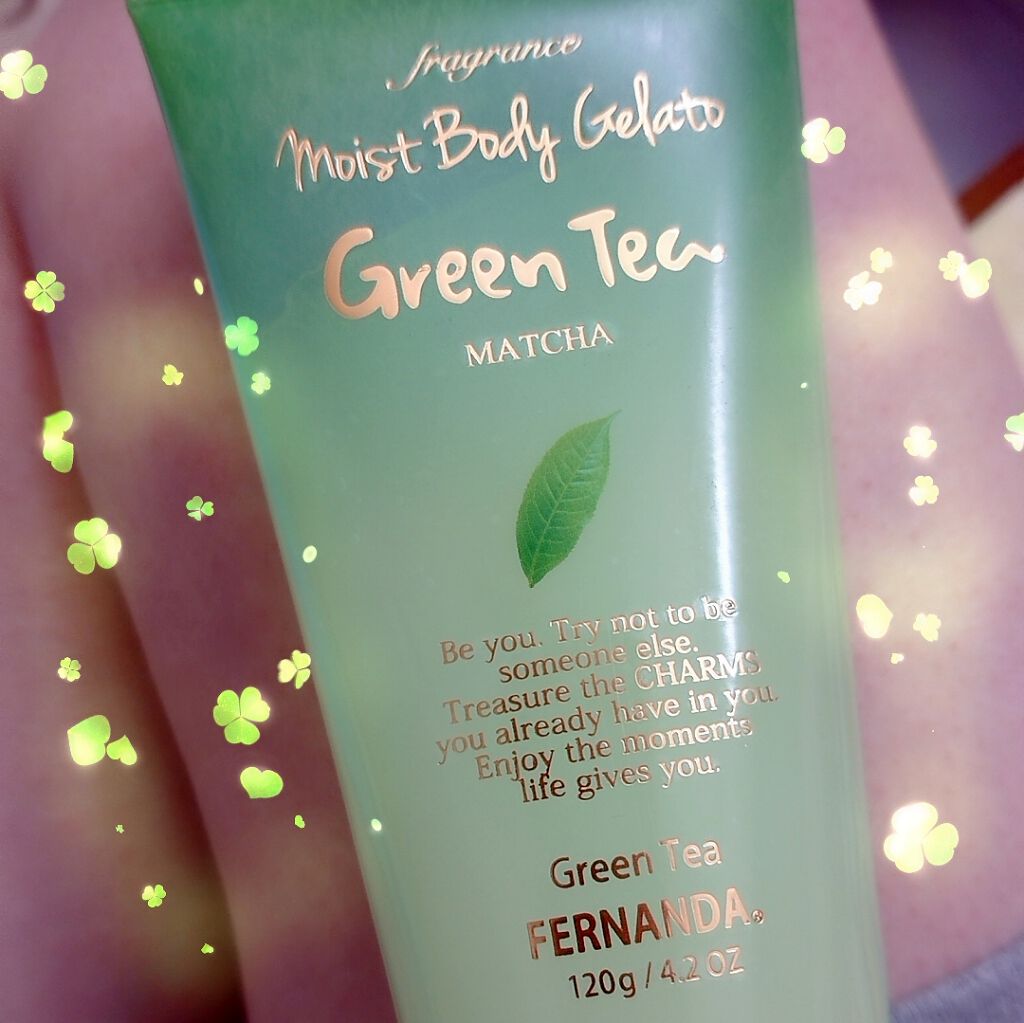 fragrance
Moist Body Gelato
Green Tea
MATCHA
Be you. Try not to be
someone else.
Treasure the CHARMS
you already have in you.
Enjoy the moments
life gives you.
Green Tea
FERNANDA®
120g / 4.2 OZ